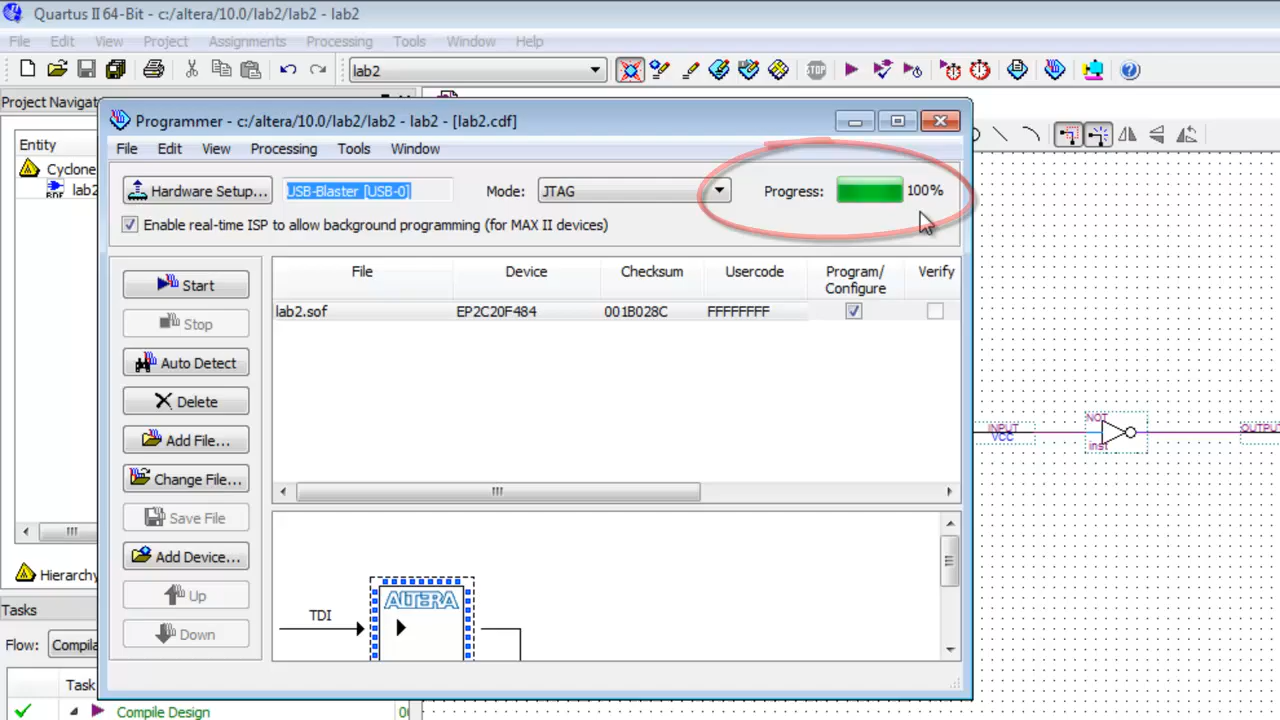 Quartus II 64-Bit - c:/altera/10.0/lab2/lab2 - lab2
File Edit View Project Assignments Processing Tools Window Help
lab2
STOP
Project Navigat
Entity
Cyclone
lab2
Hierarchy
Tasks
Flow: Compila
Task
Compile Design
Programmer - c:/altera/10.0/lab2/lab2 - lab2 - [lab2.cdf]
File Edit View Processing Tools Window
Hardware Setup... USB-Blaster [USB-0] Mode: JTAG Progress: 100%
Enable real-time ISP to allow background programming (for MAX II devices)
Start
Stop
Auto Detect
Delete
Add File...
Change File...
Save File
Add Device...
Up
Down
File Device Checksum Usercode Program/
Configure Verify
lab2.sof EP2C20F484 001B028C FFFFFFFF
ALTERA
TDI
NOT
INPUT
VCC
inst
OUTPUT